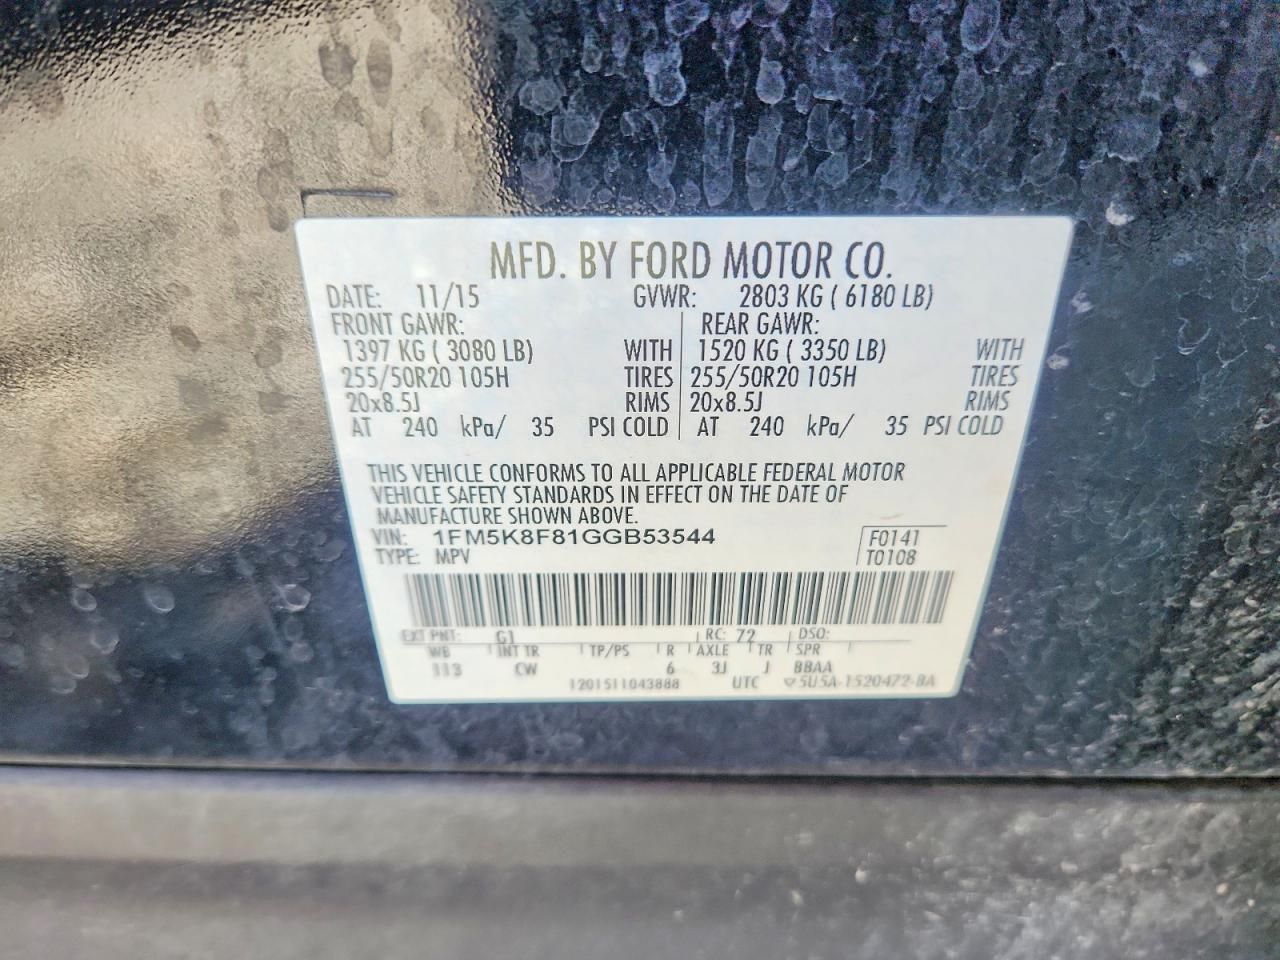 MFD. BY FORD MOTOR CO.
DATE: 11/15 GVWR: 2803 KG ( 6180 LB)
FRONT GAWR: REAR GAWR:
1397 KG ( 3080 LB) WITH 1520 KG ( 3350 LB) WITH
255/50R20 105H TIRES 255/50R20 105H TIRES
20x8.5J RIMS 20x8.5J RIMS
AT 240 kPa/ 35 PSI COLD AT 240 kPa/ 35 PSI COLD
THIS VEHICLE CONFORMS TO ALL APPLICABLE FEDERAL MOTOR
VEHICLE SAFETY STANDARDS IN EFFECT ON THE DATE OF
MANUFACTURE SHOWN ABOVE.
VIN: 1FM5K8F81GGB53544 F0141
TYPE: MPV T0108
EXT PNT: G1 RC: 72 DSO:
WB INT TR TP/PS R AXLE TR SPR
113 CW 6 3J J BBAA
1201511043888 UTC 5U5A-1520472-BA